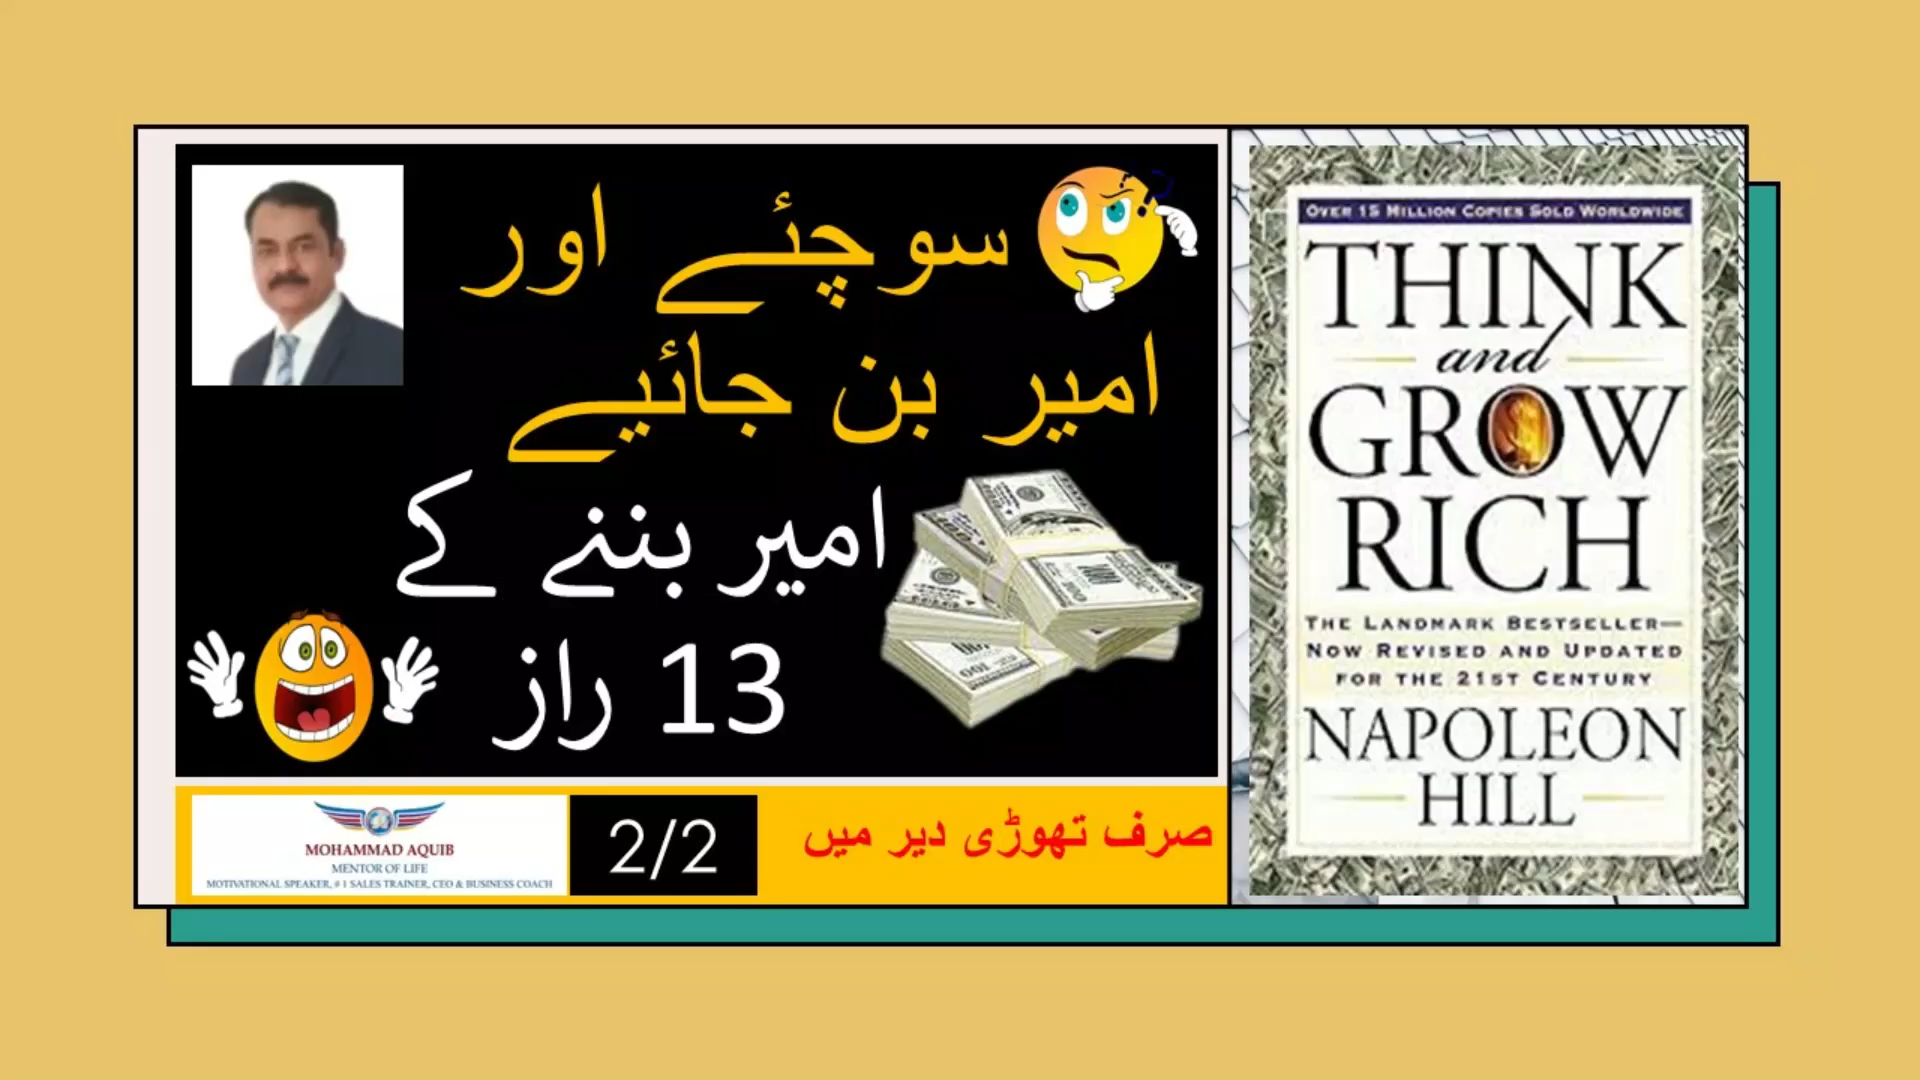 سوچئے اور
امیر بن جائیے
امیر بننے کے
13 راز
MOHAMMAD AQUIB
MENTOR OF LIFE
MOTIVATIONAL SPEAKER, # 1 SALES TRAINER, CEO & BUSINESS COACH
2/2
صرف تھوڑی دیر میں
OVER 15 MILLION COPIES SOLD WORLDWIDE
THINK
and
GROW
RICH
THE LANDMARK BESTSELLER—
NOW REVISED AND UPDATED
FOR THE 21ST CENTURY
NAPOLEON
HILL